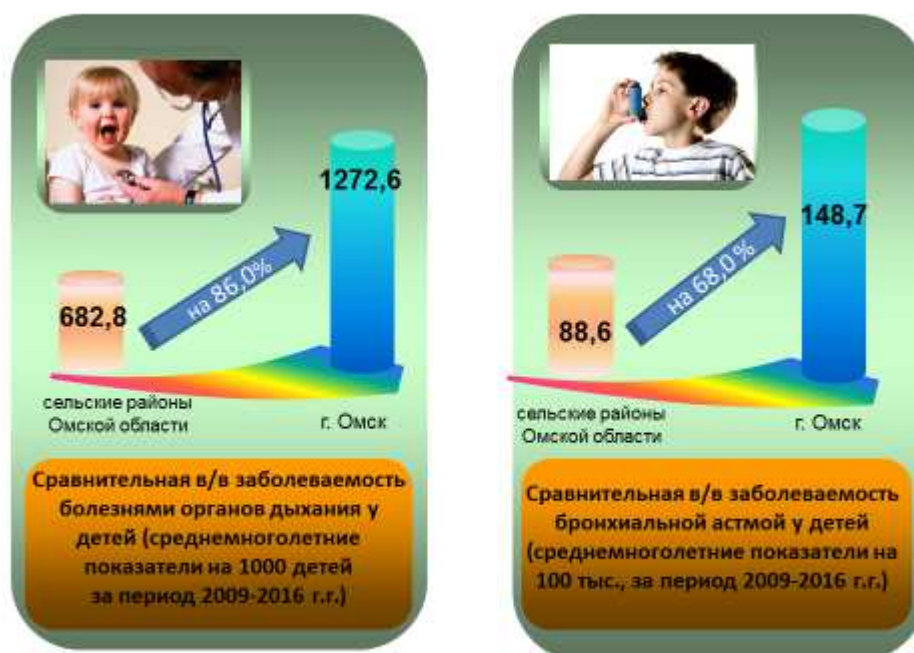 1272,6
на 86,0%
682,8
сельские районы
Омской области
г. Омск
Сравнительная в/в заболеваемость
болезнями органов дыхания у
детей (среднемноголетние
показатели на 1000 детей
за период 2009-2016 г.г.)
148,7
на 68,0 %
88,6
сельские районы
Омской области
г. Омск
Сравнительная в/в заболеваемость
бронхиальной астмой у детей
(среднемноголетние показатели на
100 тыс., за период 2009-2016 г.г.)